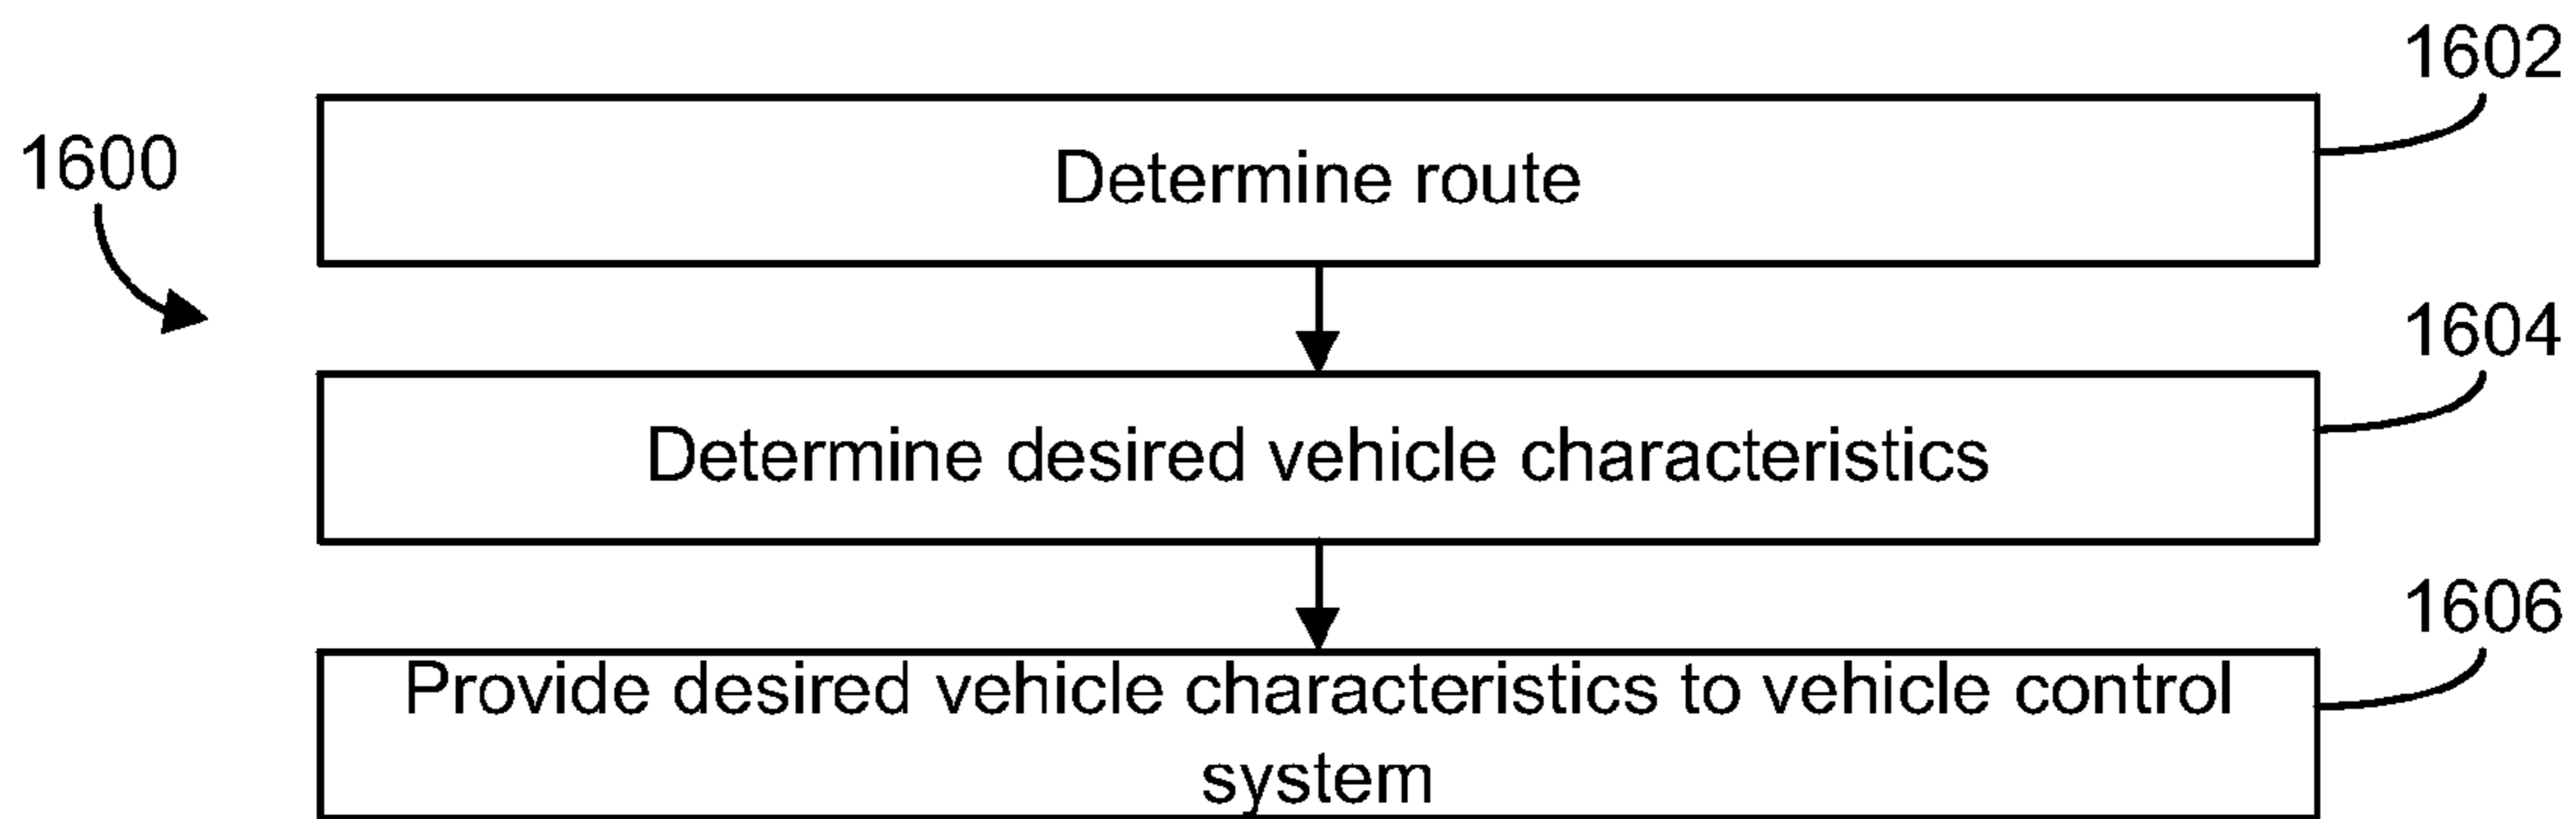 1602
1600
Determine route
1604
Determine desired vehicle characteristics
1606
Provide desired vehicle characteristics to vehicle control
system